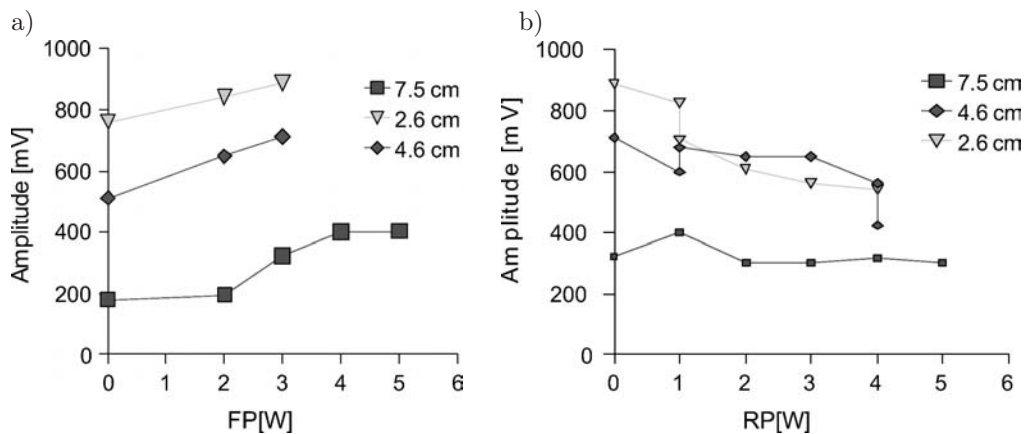 a)
1000
800
600
400
200
0
Amplitude [mV]
0 1 2 3 4 5 6
FP[W]
7.5 cm
2.6 cm
4.6 cm
b)
1000
800
600
400
200
0
Am plitude [mV]
0 1 2 3 4 5 6
RP[W]
7.5 cm
4.6 cm
2.6 cm